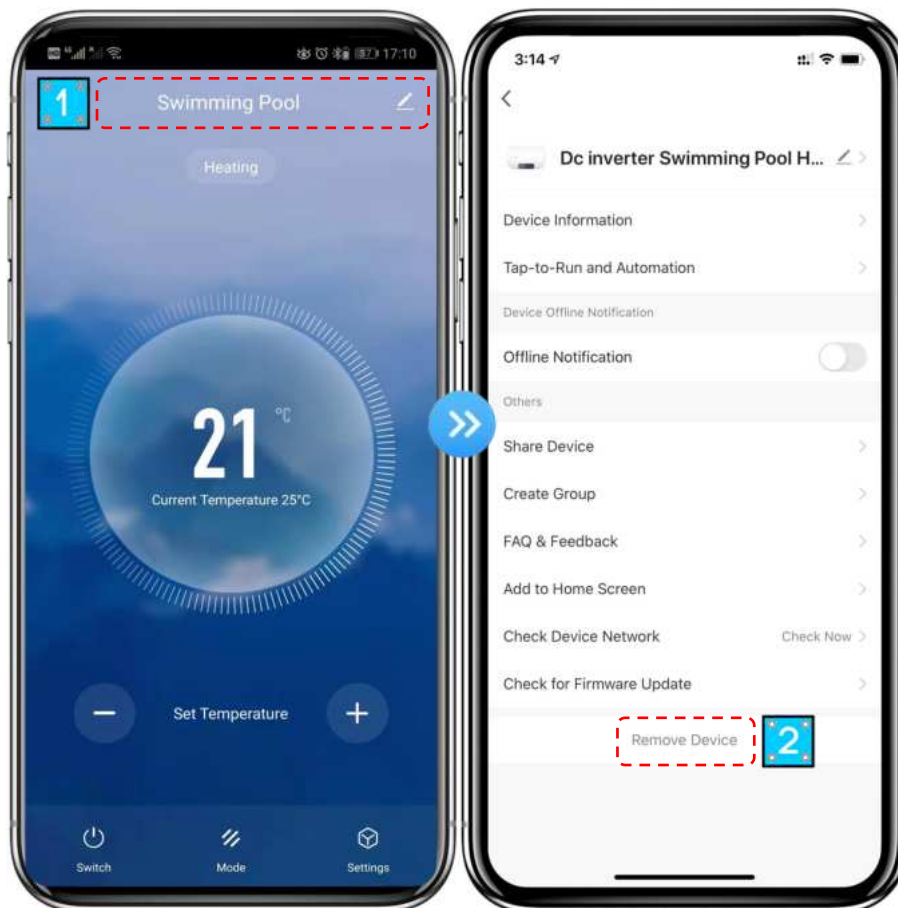 17:10
1
Swimming Pool
Heating
21 °C
Current Temperature 25°C
Set Temperature
Switch
Mode
Settings
3:14
Dc inverter Swimming Pool H...
Device Information
Tap-to-Run and Automation
Device Offline Notification
Offline Notification
Others
Share Device
Create Group
FAQ & Feedback
Add to Home Screen
Check Device Network Check Now
Check for Firmware Update
Remove Device
2